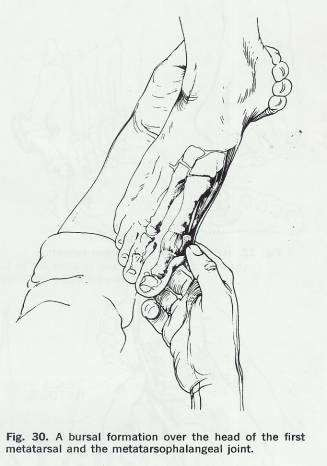 Fig. 30. A bursal formation over the head of the first
metatarsal and the metatarsophalangeal joint.